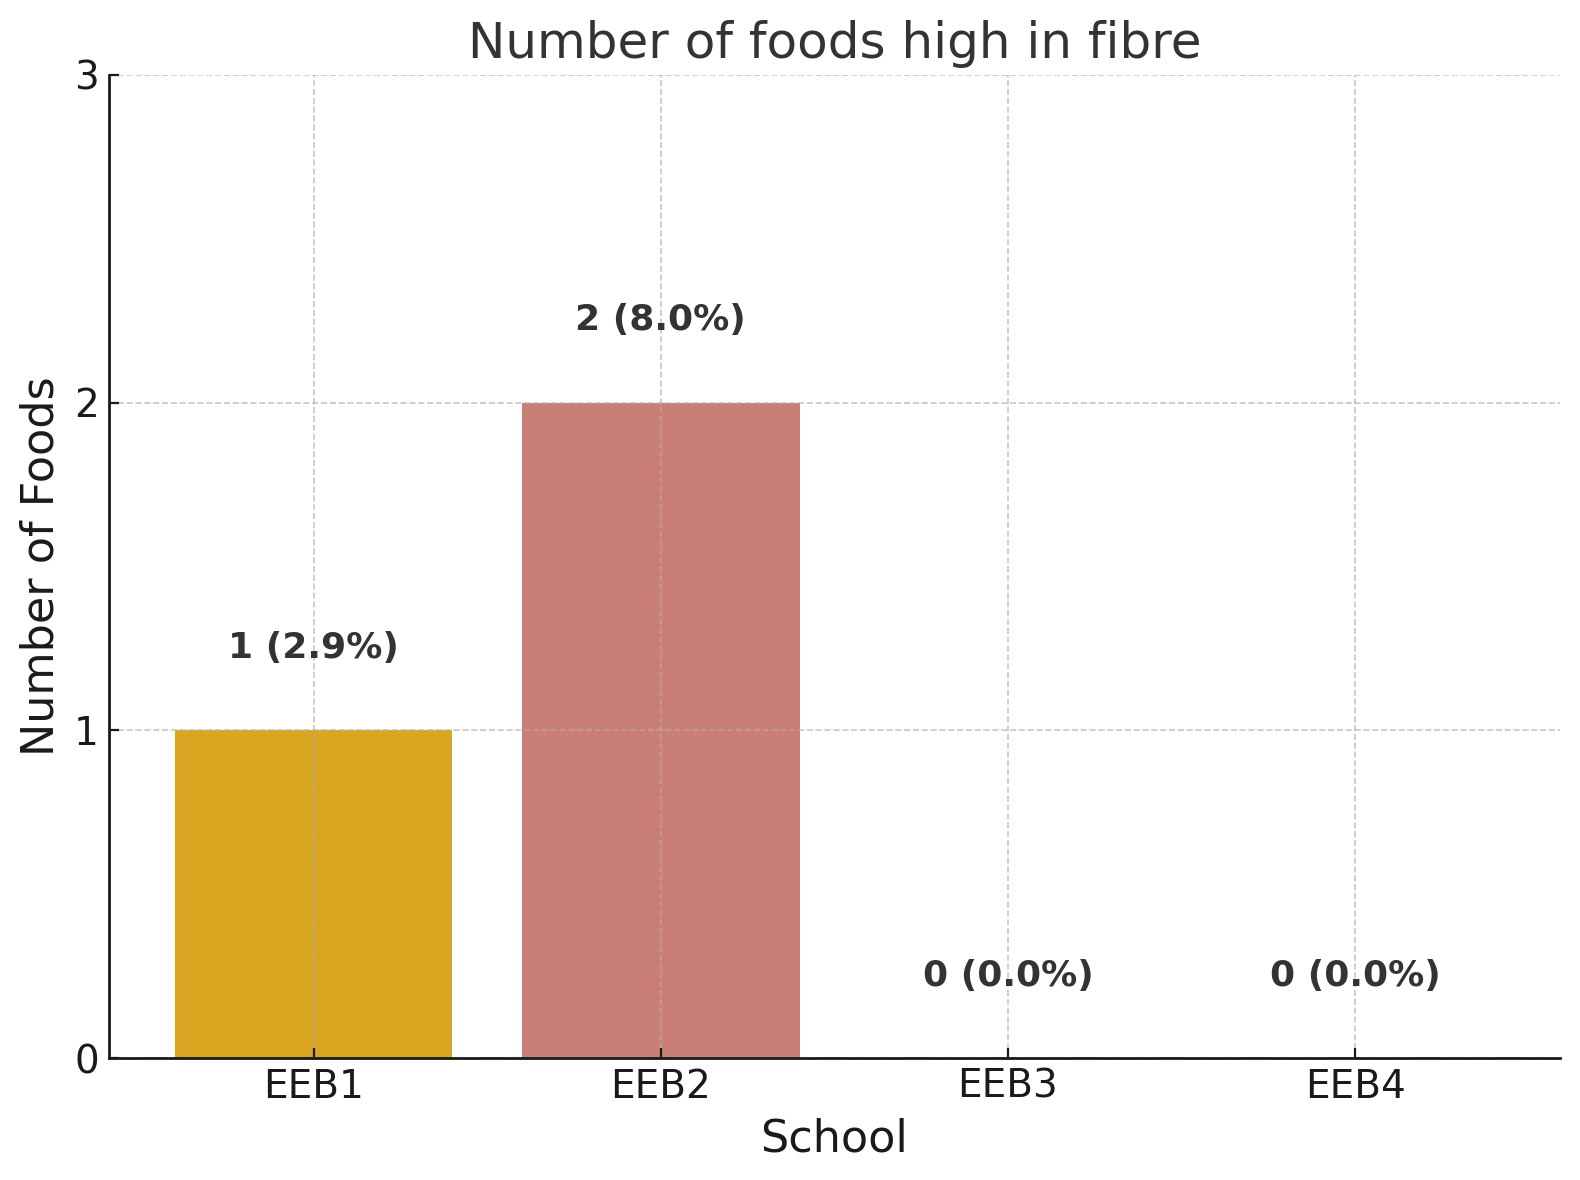 Number of foods high in fibre
3
2
1
0
Number of Foods
2 (8.0%)
1 (2.9%)
0 (0.0%) 0 (0.0%)
EEB1 EEB2 EEB3 EEB4
School